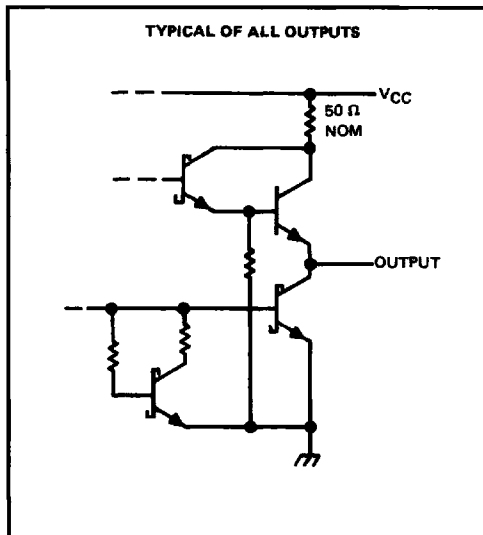 TYPICAL OF ALL OUTPUTS
VCC
50 Ω
NOM
OUTPUT